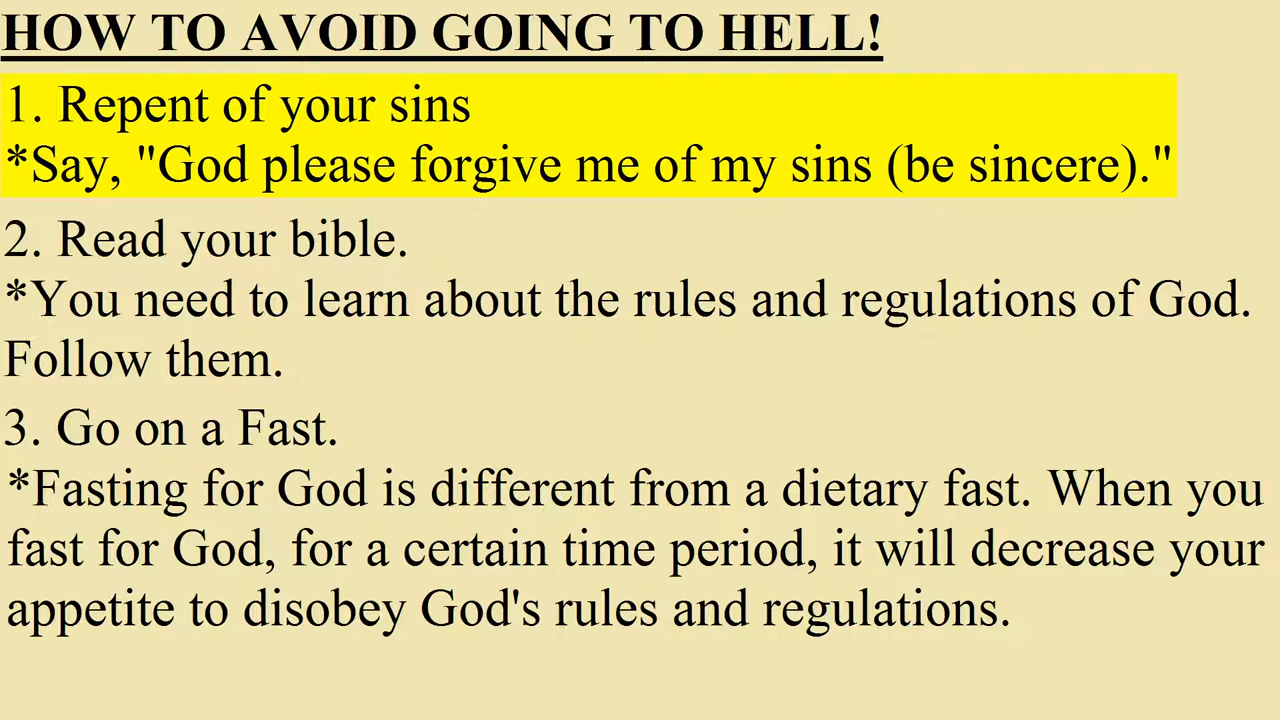 HOW TO AVOID GOING TO HELL!
1. Repent of your sins
*Say, "God please forgive me of my sins (be sincere)."
2. Read your bible.
*You need to learn about the rules and regulations of God.
Follow them.
3. Go on a Fast.
*Fasting for God is different from a dietary fast. When you
fast for God, for a certain time period, it will decrease your
appetite to disobey God's rules and regulations.